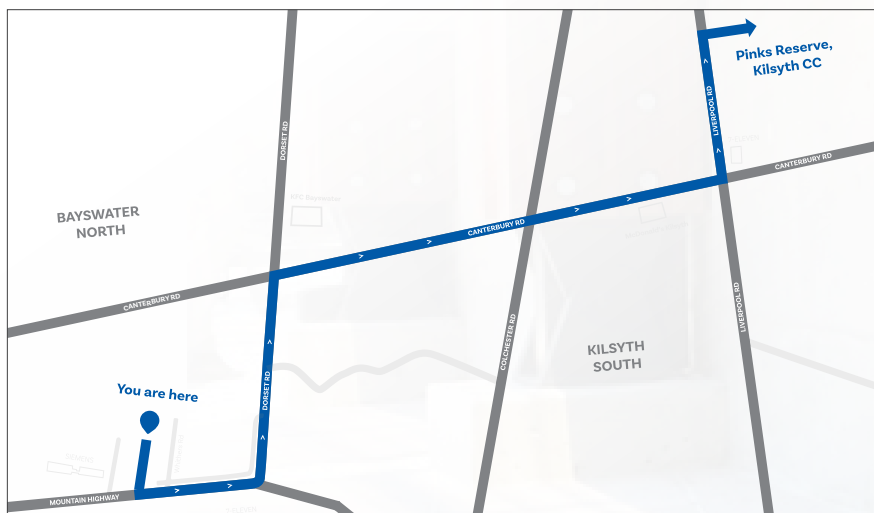 Pinks Reserve,
Kilsyth CC
LIVERPOOL RD
DORSET RD
CANTERBURY RD
BAYSWATER
NORTH
CANTERBURY RD
CANTERBURY RD
LIVERPOOL RD
COLCHESTER RD
KILSYTH
SOUTH
DORSET RD
You are here
MOUNTAIN HIGHWAY